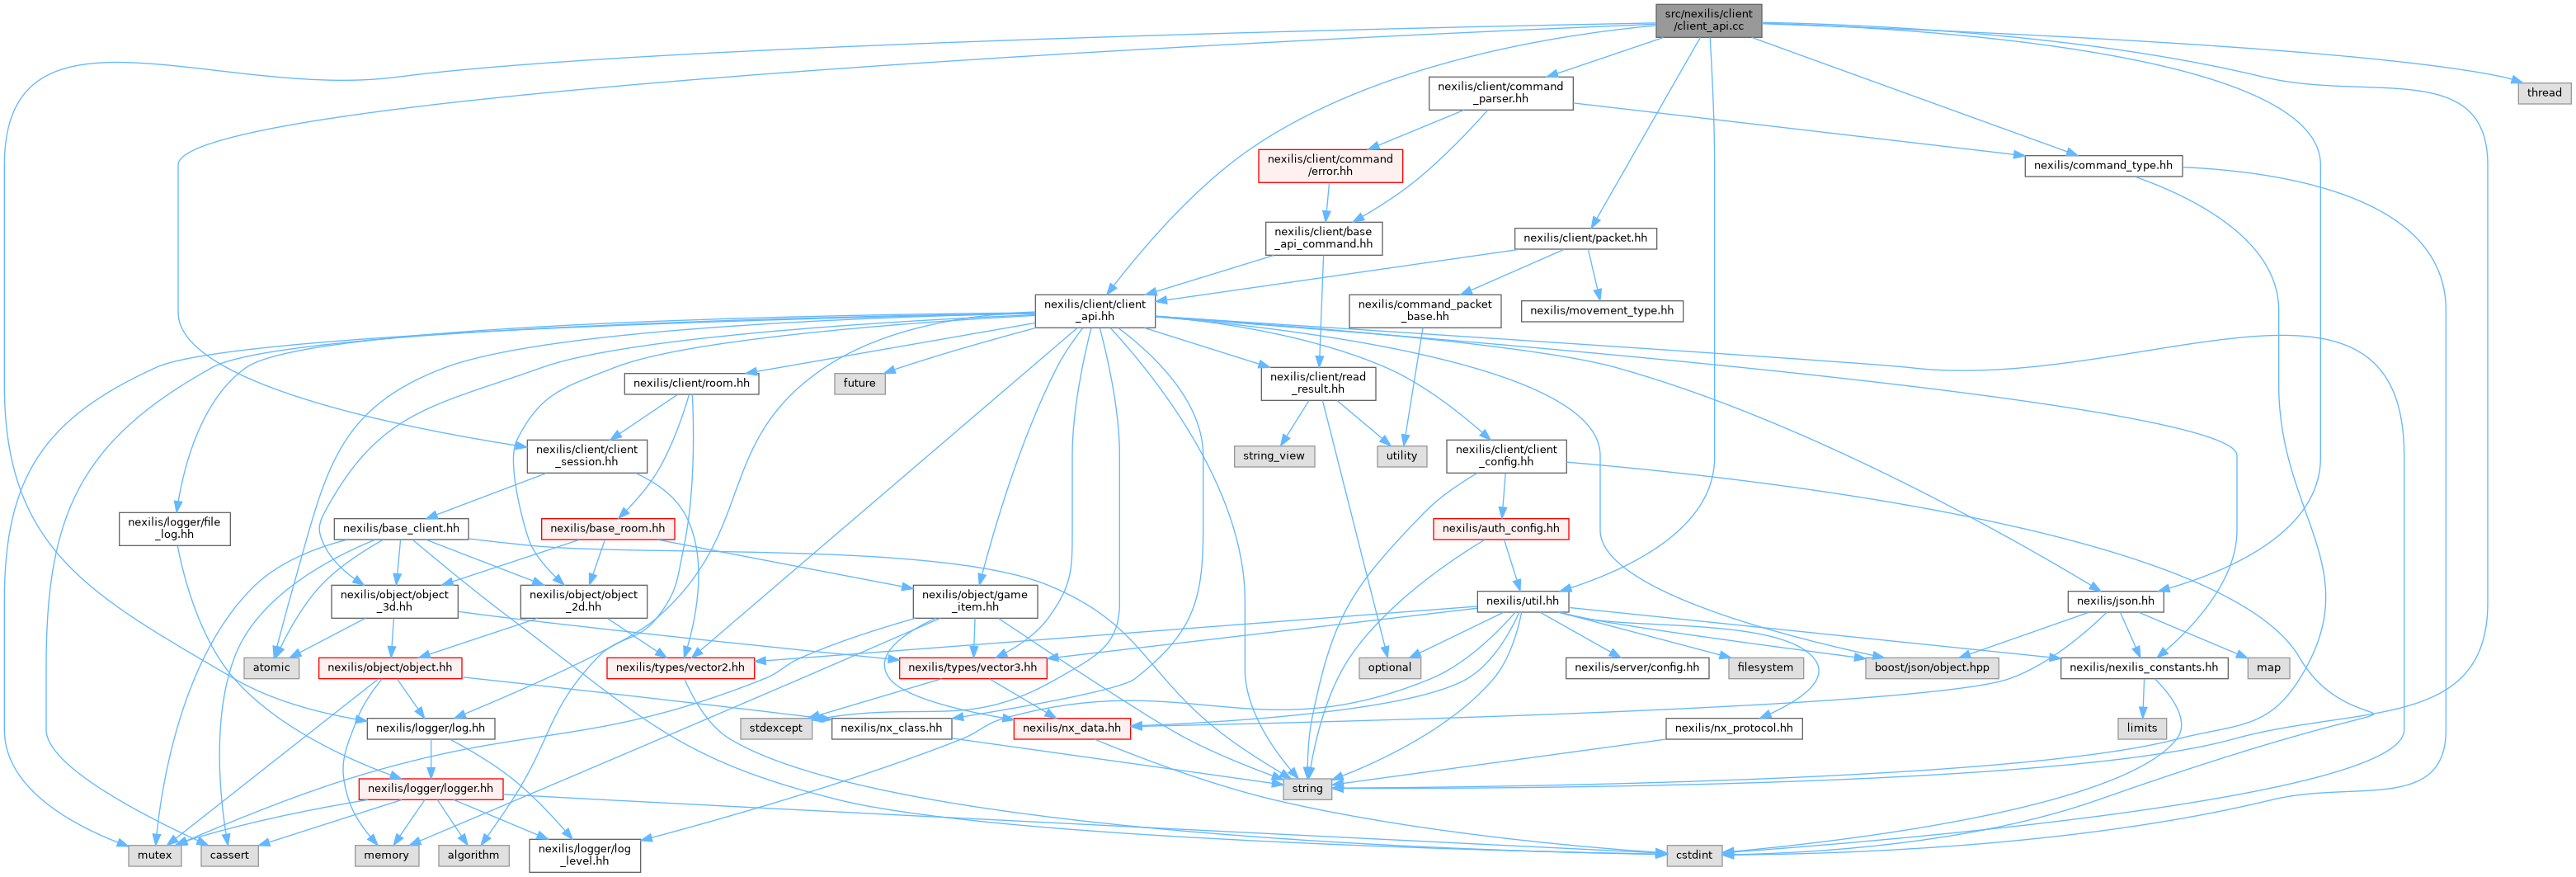 src/nexilis/client
/client_api.cc
nexilis/client/command
_parser.hh
thread
nexilis/client/command
/error.hh
nexilis/command_type.hh
nexilis/client/base
_api_command.hh
nexilis/client/packet.hh
nexilis/client/client
_api.hh
nexilis/command_packet
_base.hh
nexilis/movement_type.hh
nexilis/client/room.hh
future
nexilis/client/read
_result.hh
nexilis/client/client
_session.hh
string_view
utility
nexilis/client/client
_config.hh
nexilis/logger/file
_log.hh
nexilis/base_client.hh
nexilis/base_room.hh
nexilis/auth_config.hh
nexilis/object/object
_3d.hh
nexilis/object/object
_2d.hh
nexilis/object/game
_item.hh
nexilis/util.hh
nexilis/json.hh
atomic
nexilis/object/object.hh
nexilis/types/vector2.hh
nexilis/types/vector3.hh
optional
nexilis/server/config.hh
filesystem
boost/json/object.hpp
nexilis/nexilis_constants.hh
map
nexilis/logger/log.hh
stdexcept
nexilis/nx_class.hh
nexilis/nx_data.hh
nexilis/nx_protocol.hh
limits
nexilis/logger/logger.hh
string
mutex
cassert
memory
algorithm
nexilis/logger/log
_level.hh
cstdint